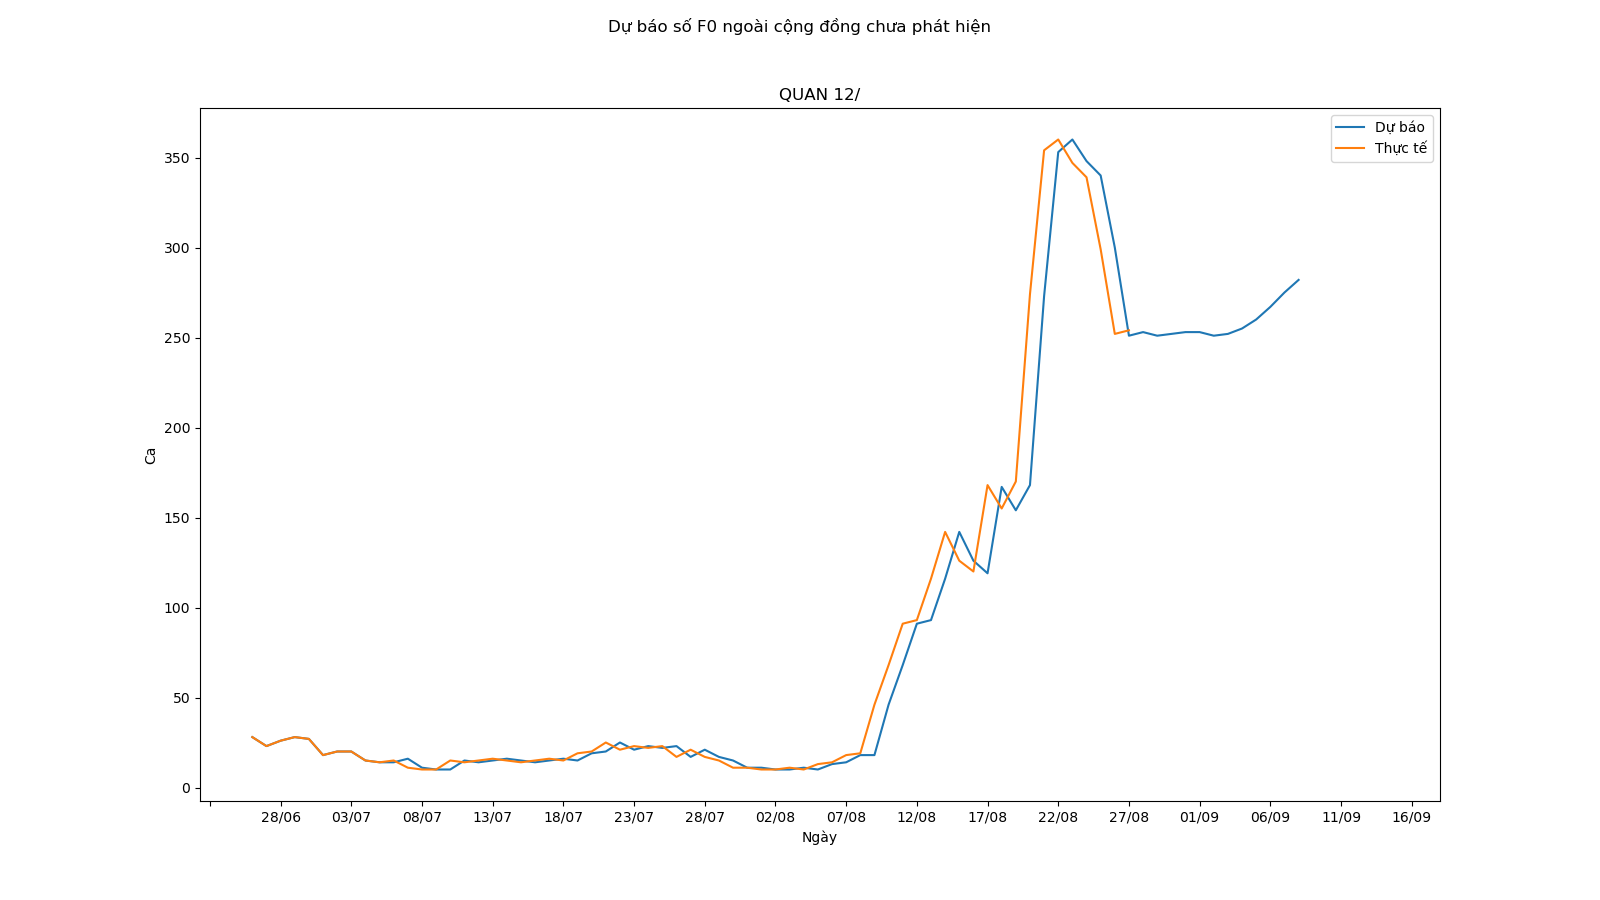 Dự báo số F0 ngoài cộng đồng chưa phát hiện
QUAN 12/
Dự báo
Thực tế
350
300
250
200
150
100
50
0
Ca
28/06 03/07 08/07 13/07 18/07 23/07 28/07 02/08 07/08 12/08 17/08 22/08 27/08 01/09 06/09 11/09 16/09
Ngày